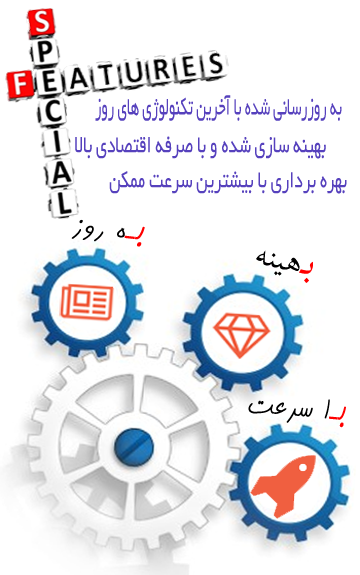 SPECIAL
FEATURES
به روزرسانی شده با آخرین تکنولوژی های روز
بهینه سازی شده و با صرفه اقتصادی بالا
بهره برداری با بیشترین سرعت ممکن
به روز
بهینه
با سرعت